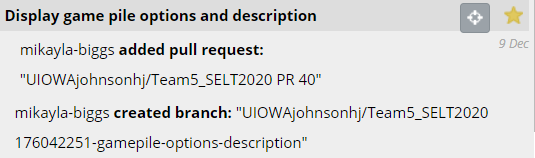 Display game pile options and description
mikayla-biggs added pull request:
9 Dec
"UIOWAjohnsonhj/Team5_SELT2020 PR 40"
mikayla-biggs created branch: "UIOWAjohnsonhj/Team5_SELT2020
176042251-gamepile-options-description"